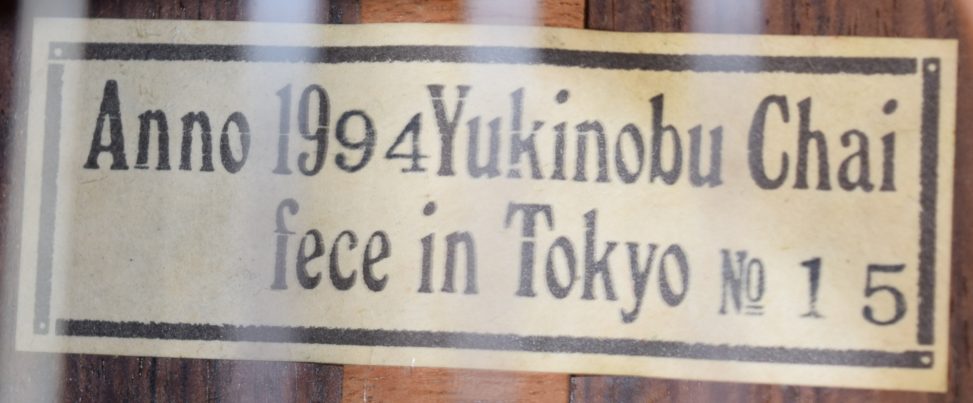 Anno 1994 Yukinobu Chai
fece in Tokyo № 15